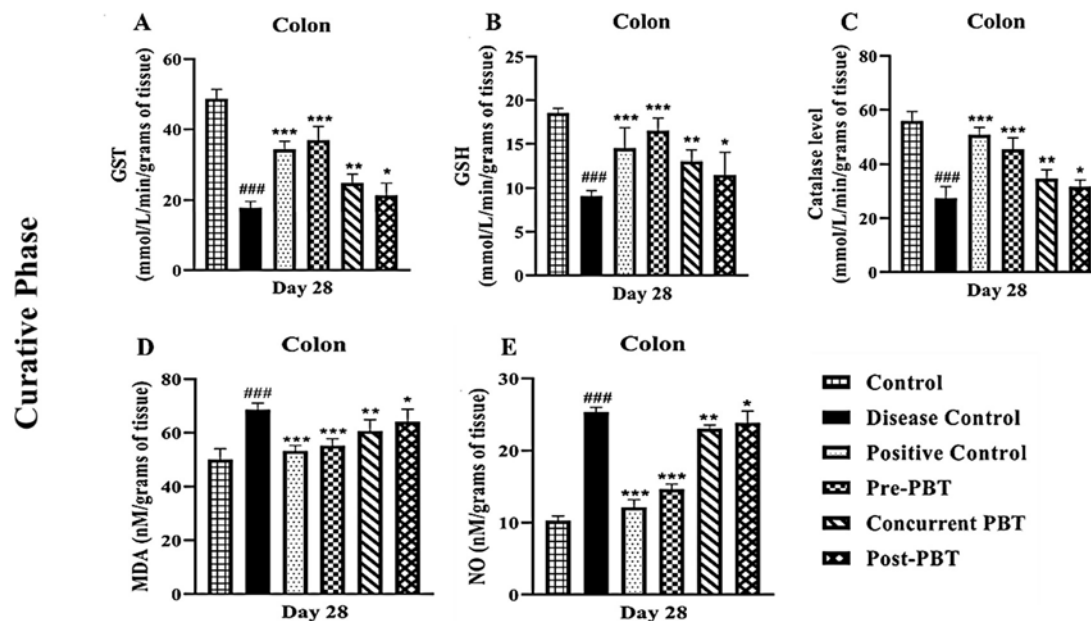 Curative Phase
A
Colon
GST
(mmol/L/min/grams of tissue)
60
40
20
0
###
***
***
**
*
Day 28
B
Colon
GSH
(mmol/L/min/grams of tissue)
25
20
15
10
5
0
###
***
***
**
*
Day 28
C
Colon
Catalase level
(mmol/L/min/grams of tissue)
80
60
40
20
0
###
***
***
**
*
Day 28
D
Colon
MDA (nM/grams of tissue)
80
60
40
20
0
###
***
***
**
*
Day 28
E
Colon
NO (nM/grams of tissue)
30
20
10
0
###
***
***
**
*
Day 28
Control
Disease Control
Positive Control
Pre-PBT
Concurrent PBT
Post-PBT